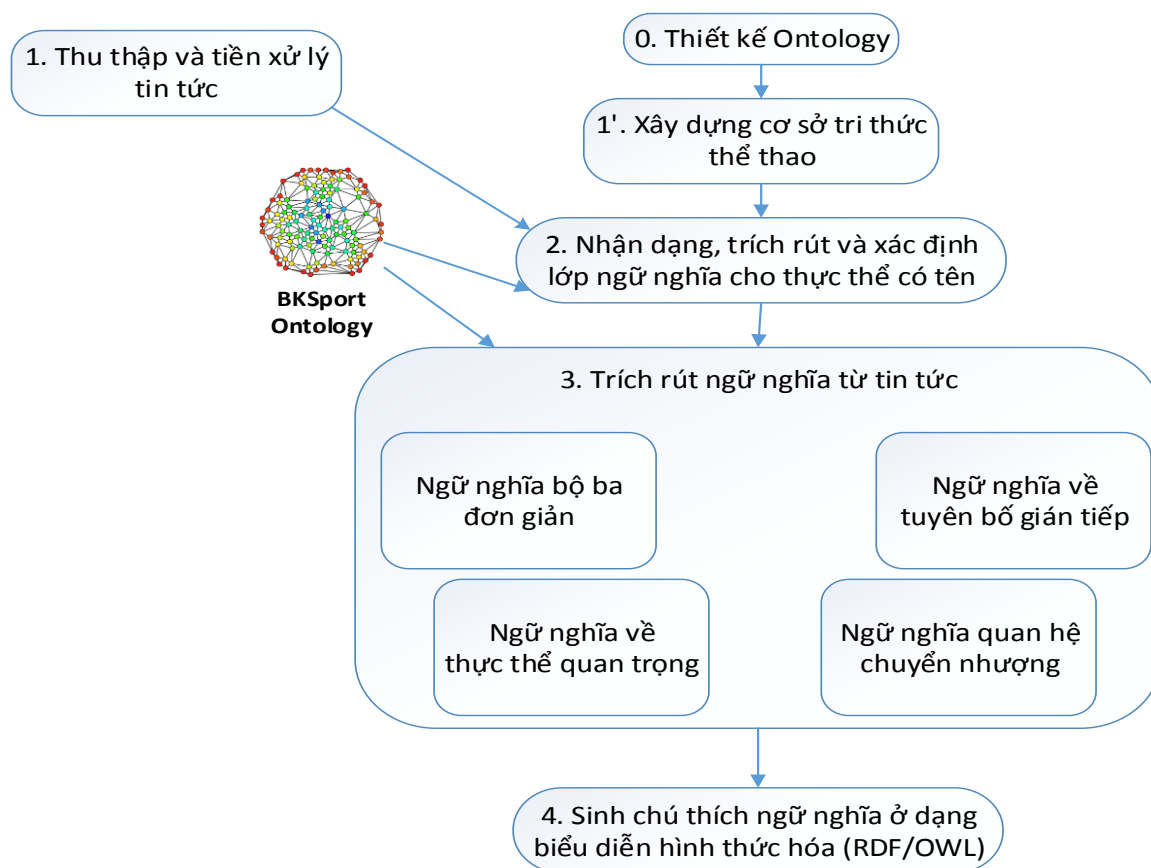 0. Thiết kế Ontology
1. Thu thập và tiền xử lý
tin tức
1'. Xây dựng cơ sở tri thức
thể thao
2. Nhận dạng, trích rút và xác định
lớp ngữ nghĩa cho thực thể có tên
BKSport
Ontology
3. Trích rút ngữ nghĩa từ tin tức
Ngữ nghĩa bộ ba
đơn giản
Ngữ nghĩa về
tuyên bố gián tiếp
Ngữ nghĩa về
thực thể quan trọng
Ngữ nghĩa quan hệ
chuyển nhượng
4. Sinh chú thích ngữ nghĩa ở dạng
biểu diễn hình thức hóa (RDF/OWL)